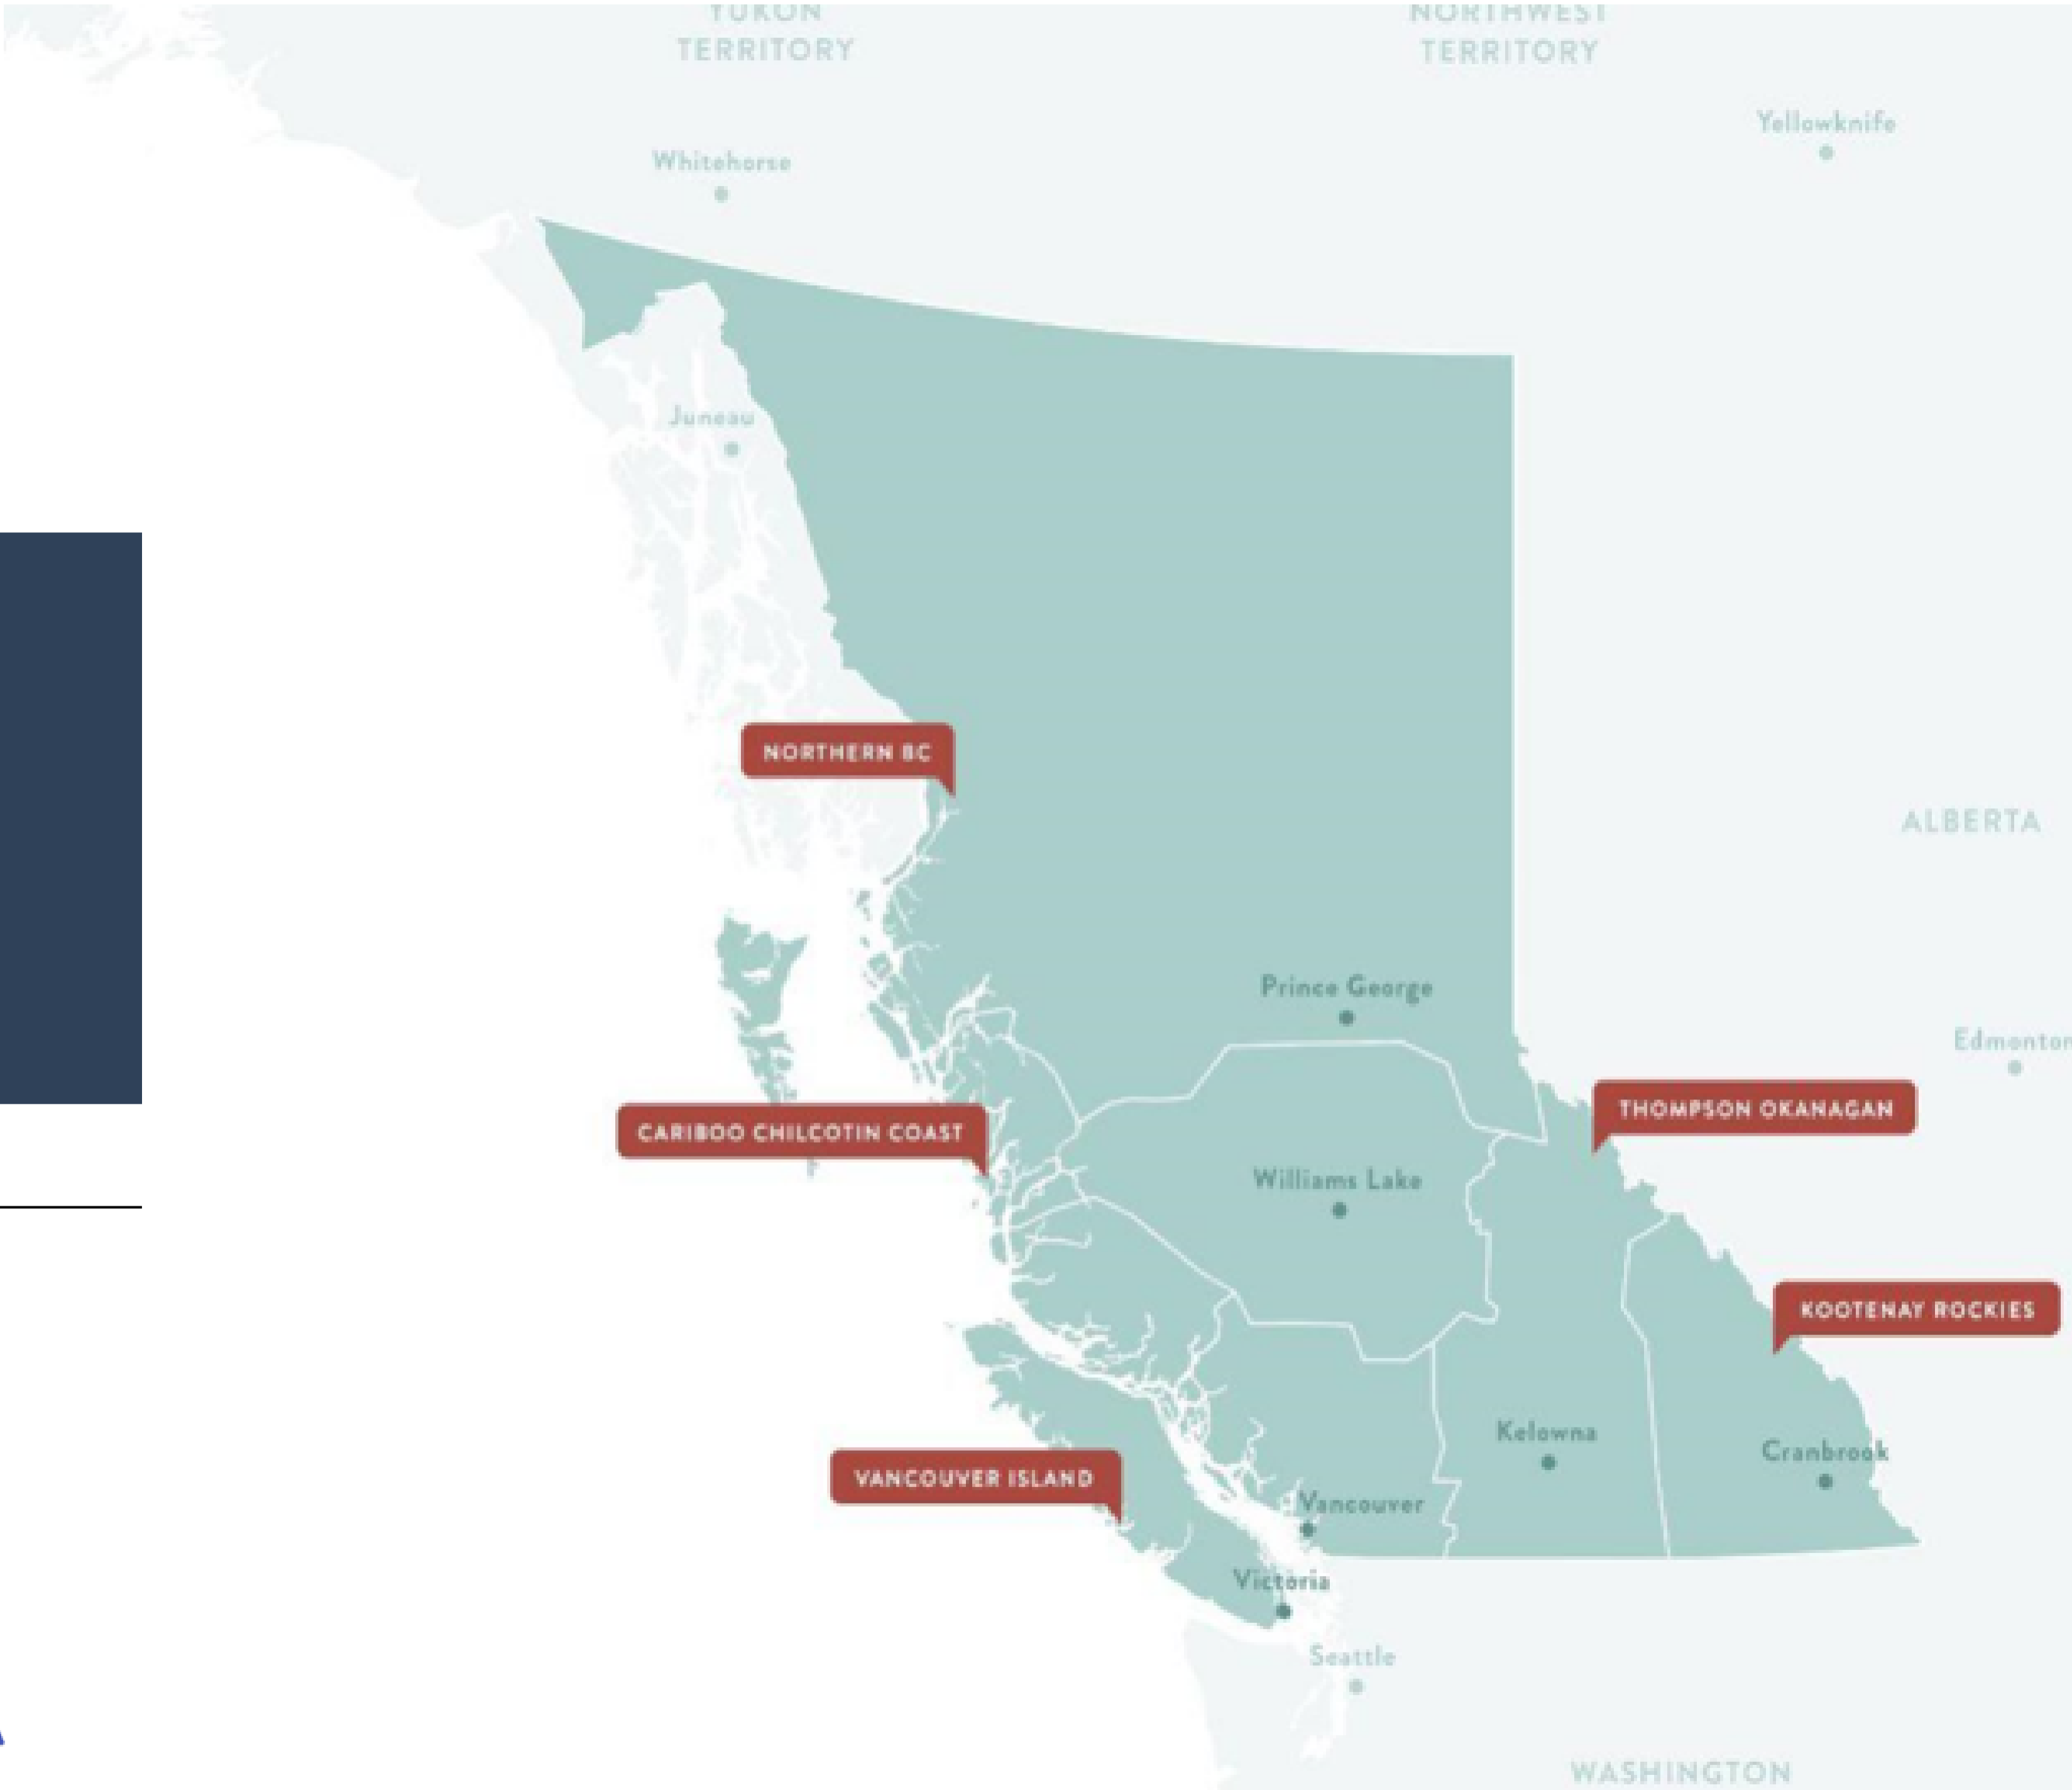 YUKON
TERRITORY
NORTHWEST
TERRITORY
Yellowknife
Whitehorse
Juneau
NORTHERN BC
ALBERTA
Prince George
Edmonton
THOMPSON OKANAGAN
CARIBOO CHILCOTIN COAST
Williams Lake
KOOTENAY ROCKIES
Kelowna
Cranbrook
VANCOUVER ISLAND
Vancouver
Victoria
Seattle
WASHINGTON